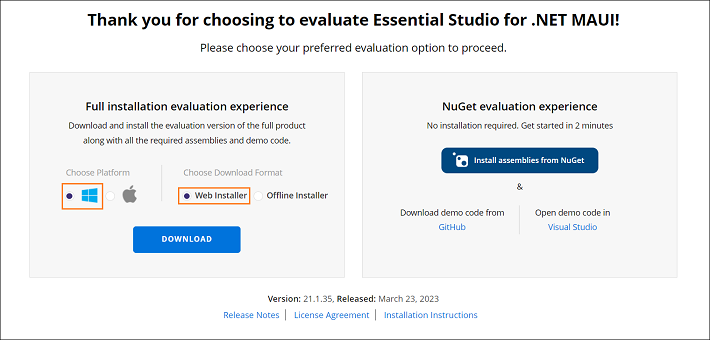 Thank you for choosing to evaluate Essential Studio for .NET MAUI!
Please choose your preferred evaluation option to proceed.
Full installation evaluation experience
Download and install the evaluation version of the full product
along with all the required assemblies and demo code.
Choose Platform
Choose Download Format
Web Installer
Offline Installer
DOWNLOAD
NuGet evaluation experience
No installation required. Get started in 2 minutes
Install assemblies from NuGet
&
Download demo code from
GitHub
Open demo code in
Visual Studio
Version: 21.1.35, Released: March 23, 2023
Release Notes | License Agreement | Installation Instructions